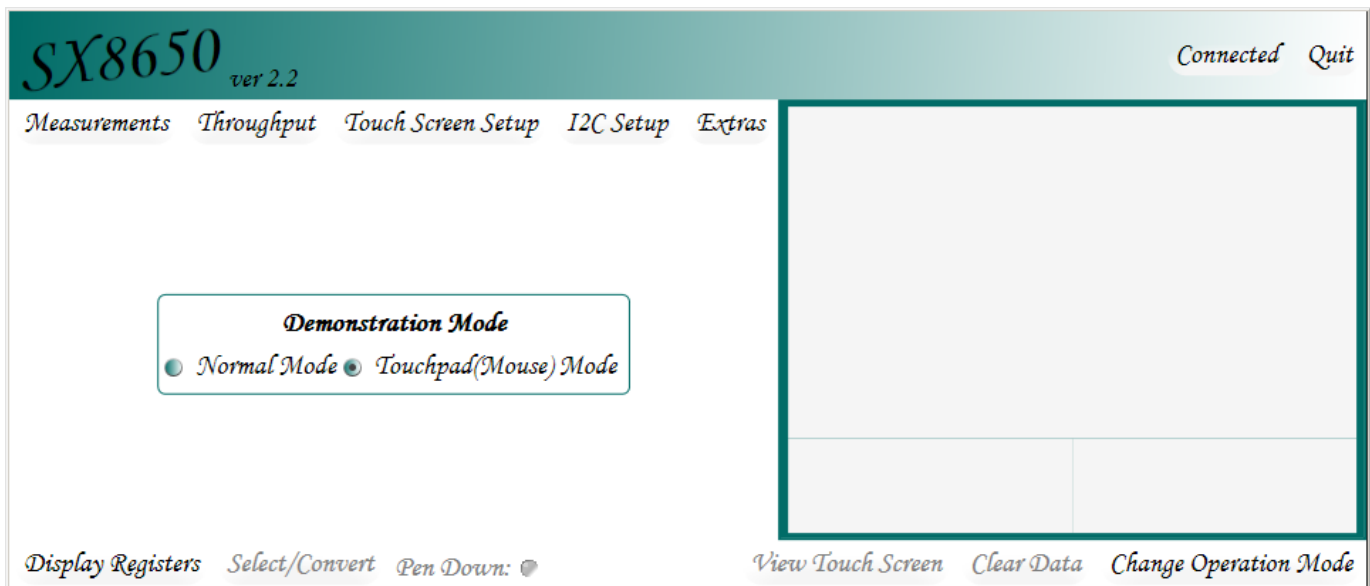 SX8650 ver 2.2
Connected Quit
Measurements Throughput Touch Screen Setup I2C Setup Extras
Demonstration Mode
Normal Mode Touchpad(Mouse) Mode
Display Registers Select/Convert Pen Down: View Touch Screen Clear Data Change Operation Mode